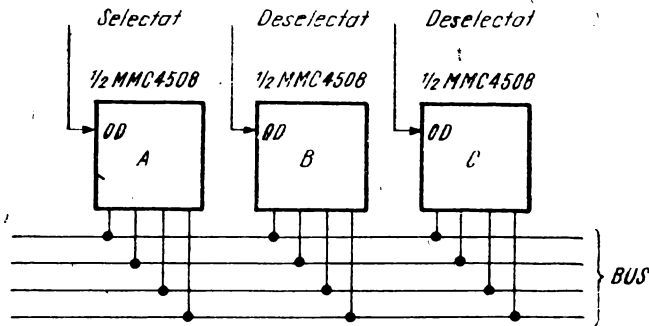 Selectat Deselectat Deselectat
1/2 MMC4508 1/2 MMC4508 1/2 MMC4508
OD OD OD
A B C
BUS